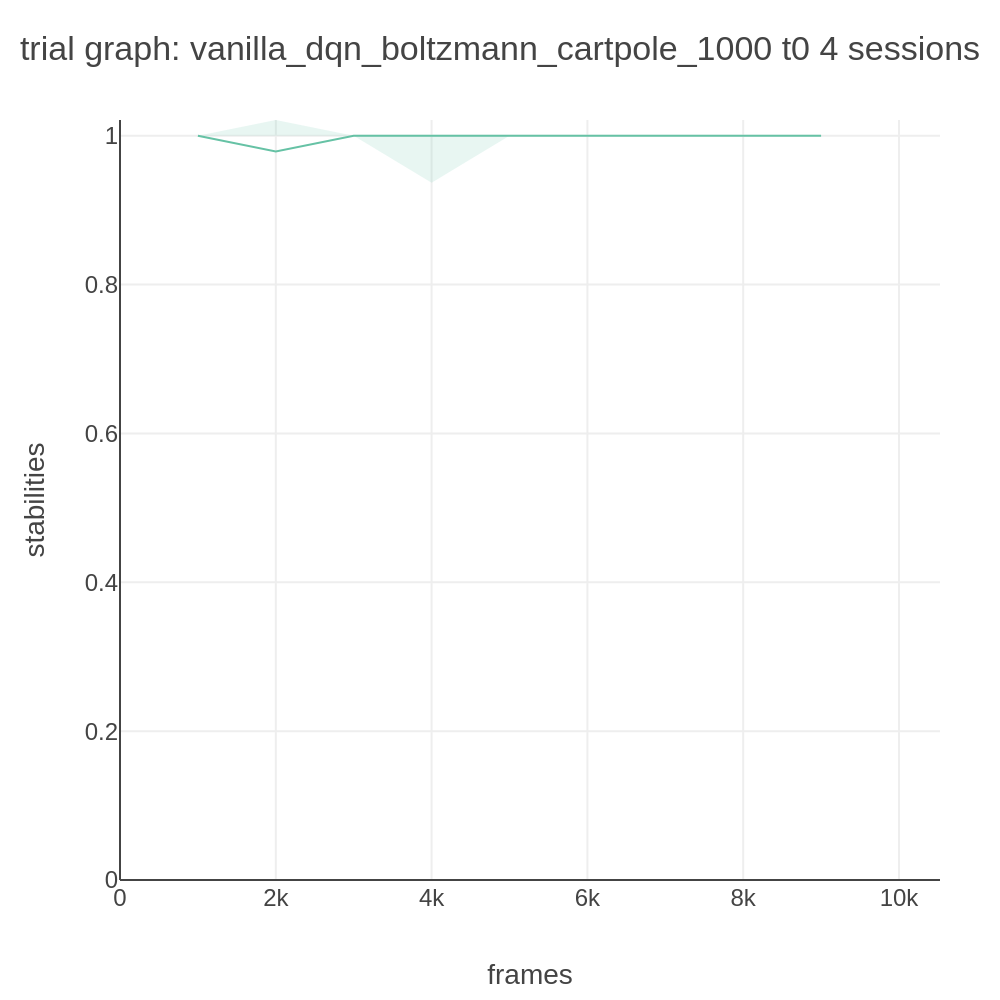 trial graph: vanilla_dqn_boltzmann_cartpole_1000 t0 4 sessions
1
0.8
0.6
0.4
0.2
0
stabilities
0 2k 4k 6k 8k 10k
frames